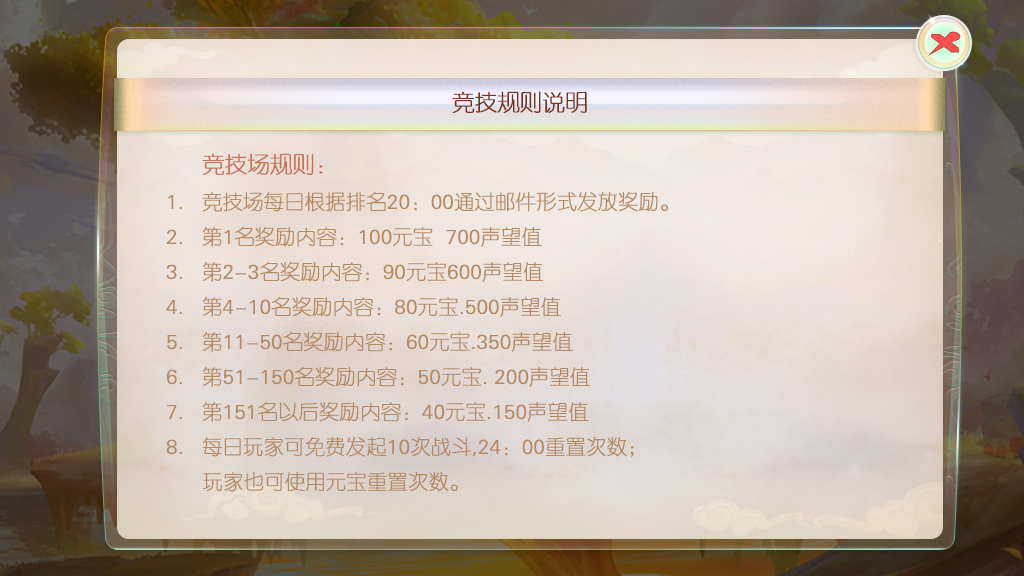 竞技规则说明
竞技场规则：
1. 竞技场每日根据排名20：00通过邮件形式发放奖励。
2. 第1名奖励内容：100元宝 700声望值
3. 第2-3名奖励内容：90元宝600声望值
4. 第4-10名奖励内容：80元宝.500声望值
5. 第11-50名奖励内容：60元宝.350声望值
6. 第51-150名奖励内容：50元宝. 200声望值
7. 第151名以后奖励内容：40元宝.150声望值
8. 每日玩家可免费发起10次战斗,24：00重置次数；
玩家也可使用元宝重置次数。